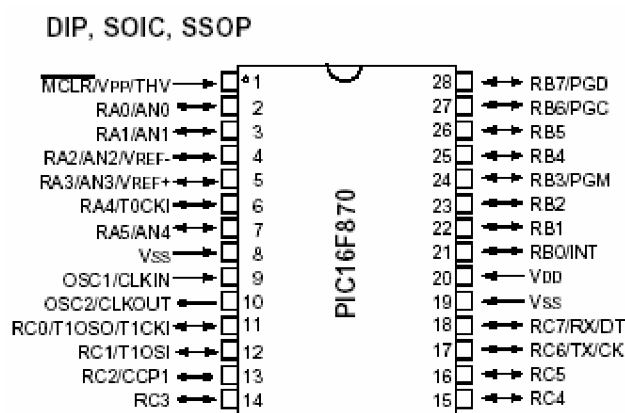 DIP, SOIC, SSOP
MCLR/VPP/THV 1 28 RB7/PGD
RA0/AN0 2 27 RB6/PGC
RA1/AN1 3 26 RB5
RA2/AN2/VREF- 4 25 RB4
RA3/AN3/VREF+ 5 24 RB3/PGM
RA4/T0CKI 6 23 RB2
RA5/AN4 7 22 RB1
VSS 8 21 RB0/INT
OSC1/CLKIN 9 20 VDD
OSC2/CLKOUT 10 19 VSS
RC0/T1OSO/T1CKI 11 18 RC7/RX/DT
RC1/T1OSI 12 17 RC6/TX/CK
RC2/CCP1 13 16 RC5
RC3 14 15 RC4
PIC16F870